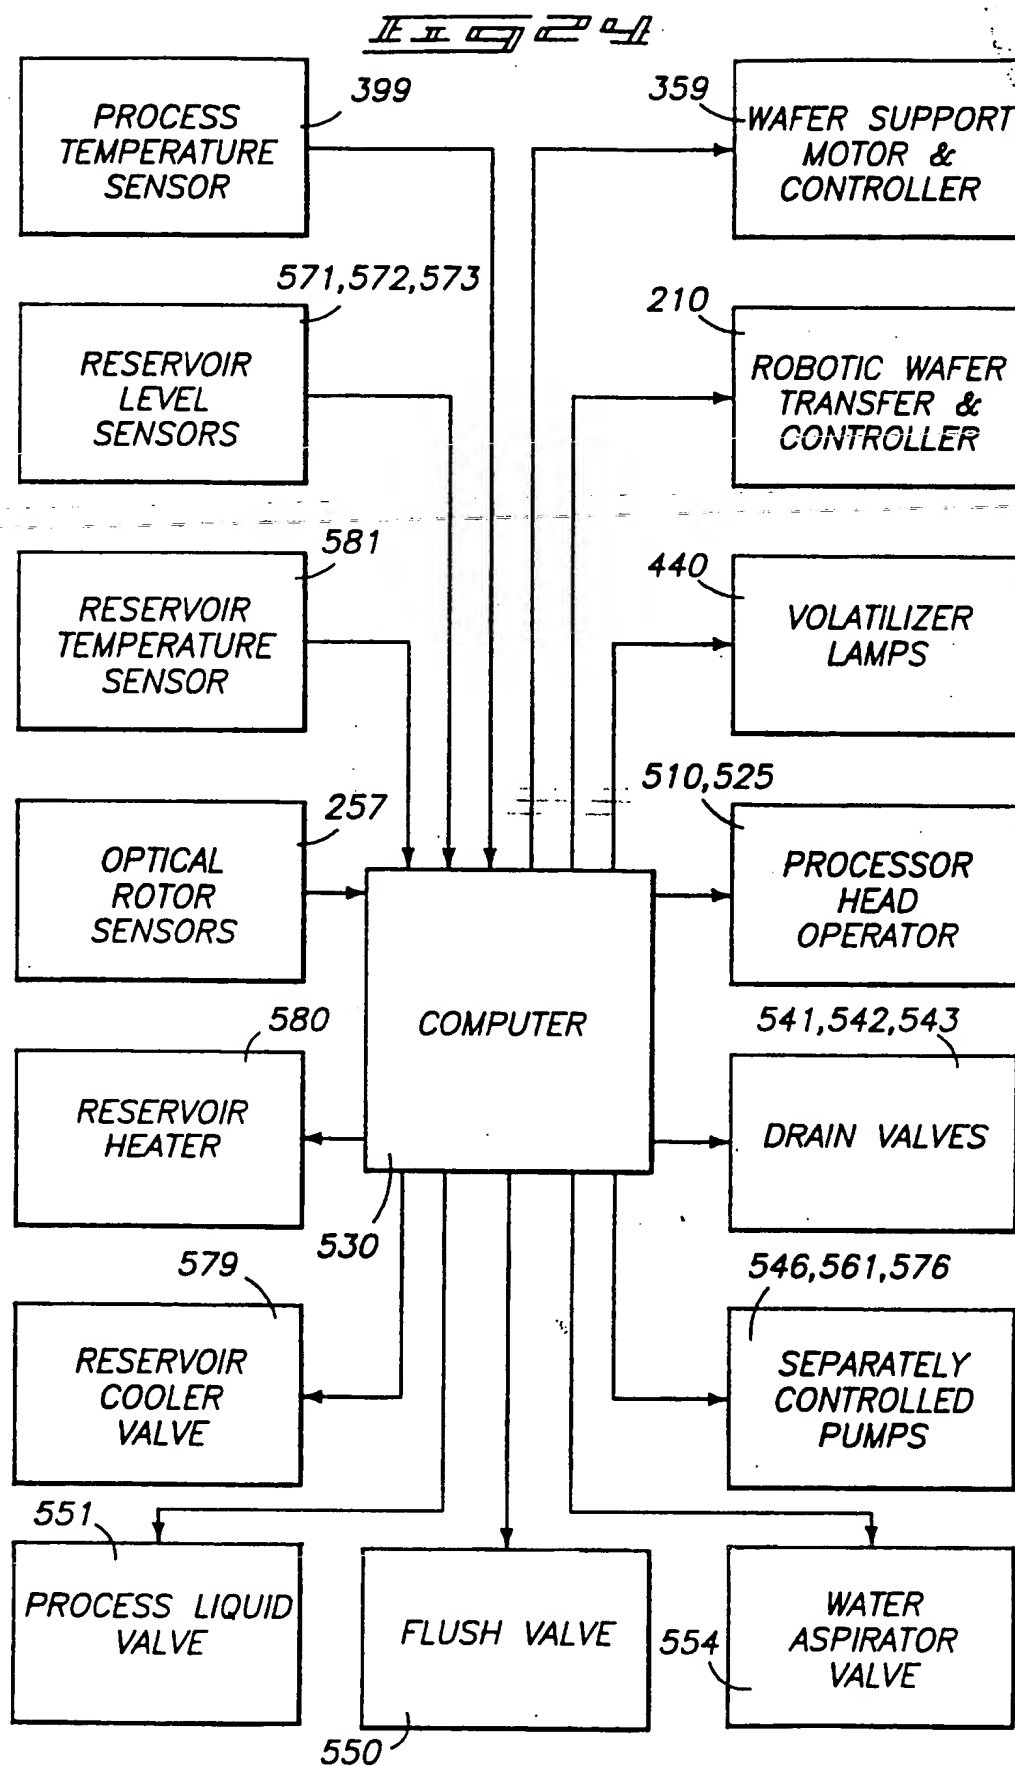 FIG 24
399
PROCESS
TEMPERATURE
SENSOR
359
WAFER SUPPORT
MOTOR &
CONTROLLER
571,572,573
RESERVOIR
LEVEL
SENSORS
210
ROBOTIC WAFER
TRANSFER &
CONTROLLER
581
RESERVOIR
TEMPERATURE
SENSOR
440
VOLATILIZER
LAMPS
257
OPTICAL
ROTOR
SENSORS
510,525
PROCESSOR
HEAD
OPERATOR
COMPUTER
530
580
RESERVOIR
HEATER
541,542,543
DRAIN VALVES
579
RESERVOIR
COOLER
VALVE
546,561,576
SEPARATELY
CONTROLLED
PUMPS
551
PROCESS LIQUID
VALVE
FLUSH VALVE
550
554
WATER
ASPIRATOR
VALVE